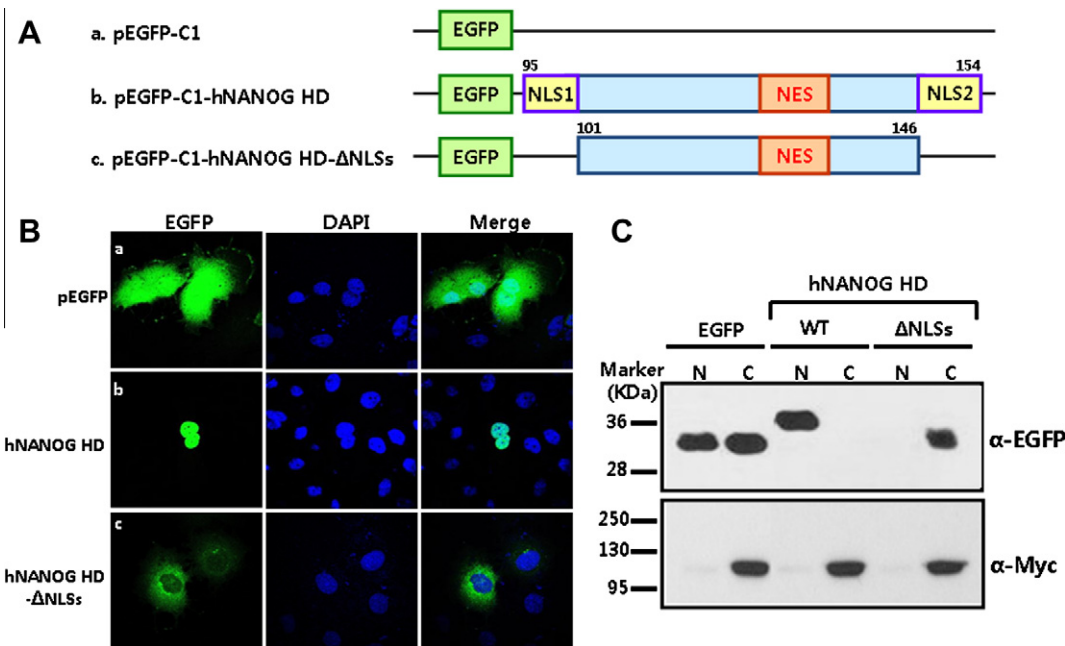 A
a. pEGFP-C1
EGFP
95
154
b. pEGFP-C1-hNANOG HD
EGFP
NLS1
NES
NLS2
101
146
c. pEGFP-C1-hNANOG HD-ΔNLSs
EGFP
NES
B
EGFP
DAPI
Merge
a
pEGFP
b
hNANOG HD
c
hNANOG HD
-ΔNLSs
C
hNANOG HD
EGFP
WT
ΔNLSs
Marker
(KDa)
N
C
N
C
N
C
36
28
α-EGFP
250
130
95
α-Myc